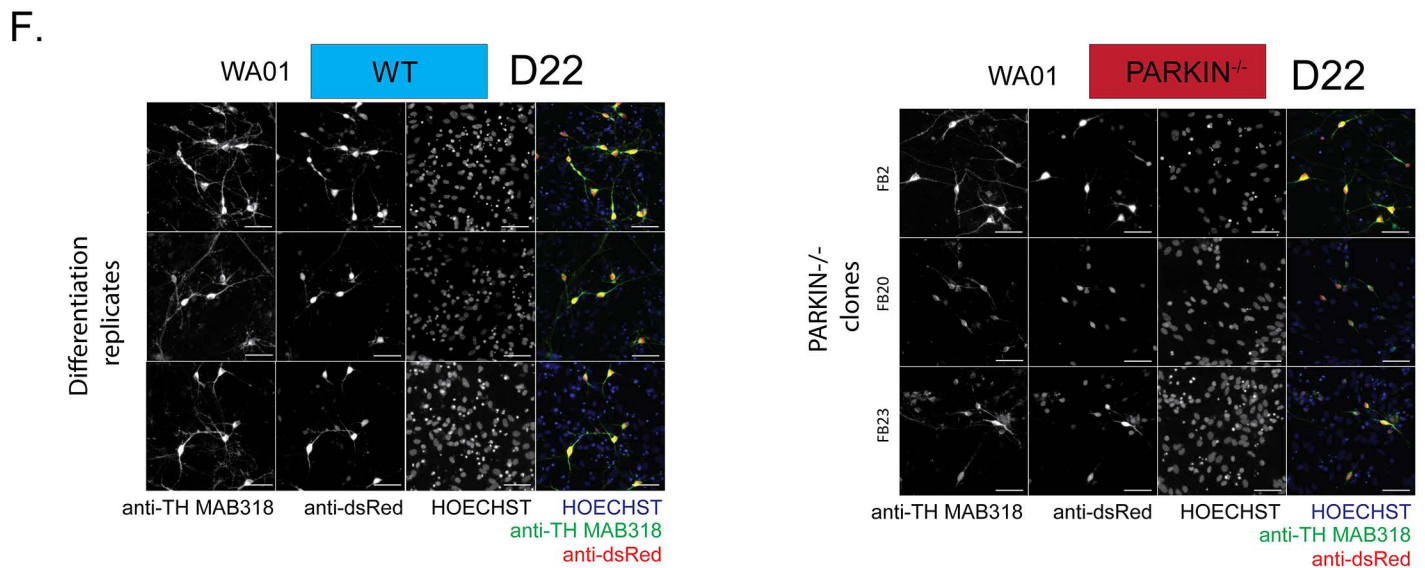 F.
WA01 WT D22
Differentiation
replicates
anti-TH MAB318 anti-dsRed HOECHST HOECHST
anti-TH MAB318
anti-dsRed
WA01 PARKIN-/- D22
PARKIN-/-
clones
FB2
FB20
FB23
anti-TH MAB318 anti-dsRed HOECHST HOECHST
anti-TH MAB318
anti-dsRed